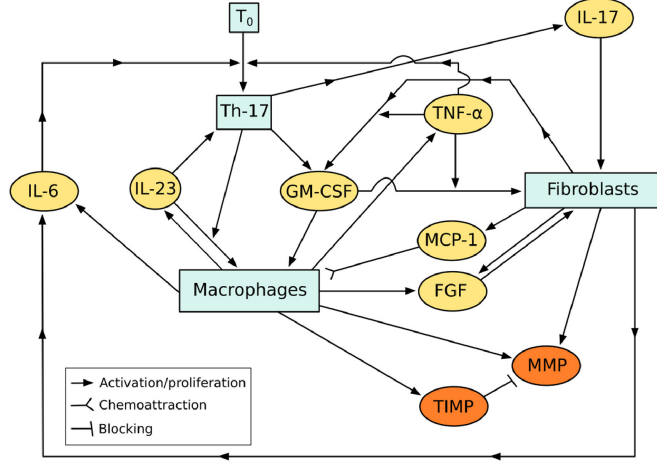 T0
IL-17
Th-17
TNF-α
IL-6
IL-23
GM-CSF
Fibroblasts
MCP-1
Macrophages
FGF
MMP
TIMP
Activation/proliferation
Chemoattraction
Blocking